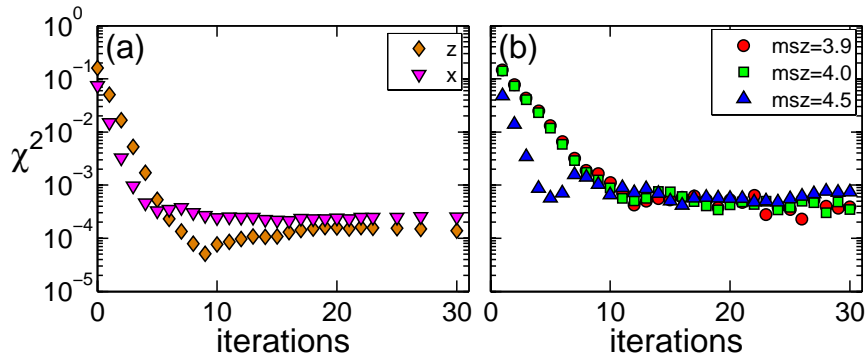 10^0
10^-1
10^-2
10^-3
10^-4
10^-5
χ^2
(a)
z
x
0
10
20
30
iterations
(b)
msz=3.9
msz=4.0
msz=4.5
0
10
20
30
iterations